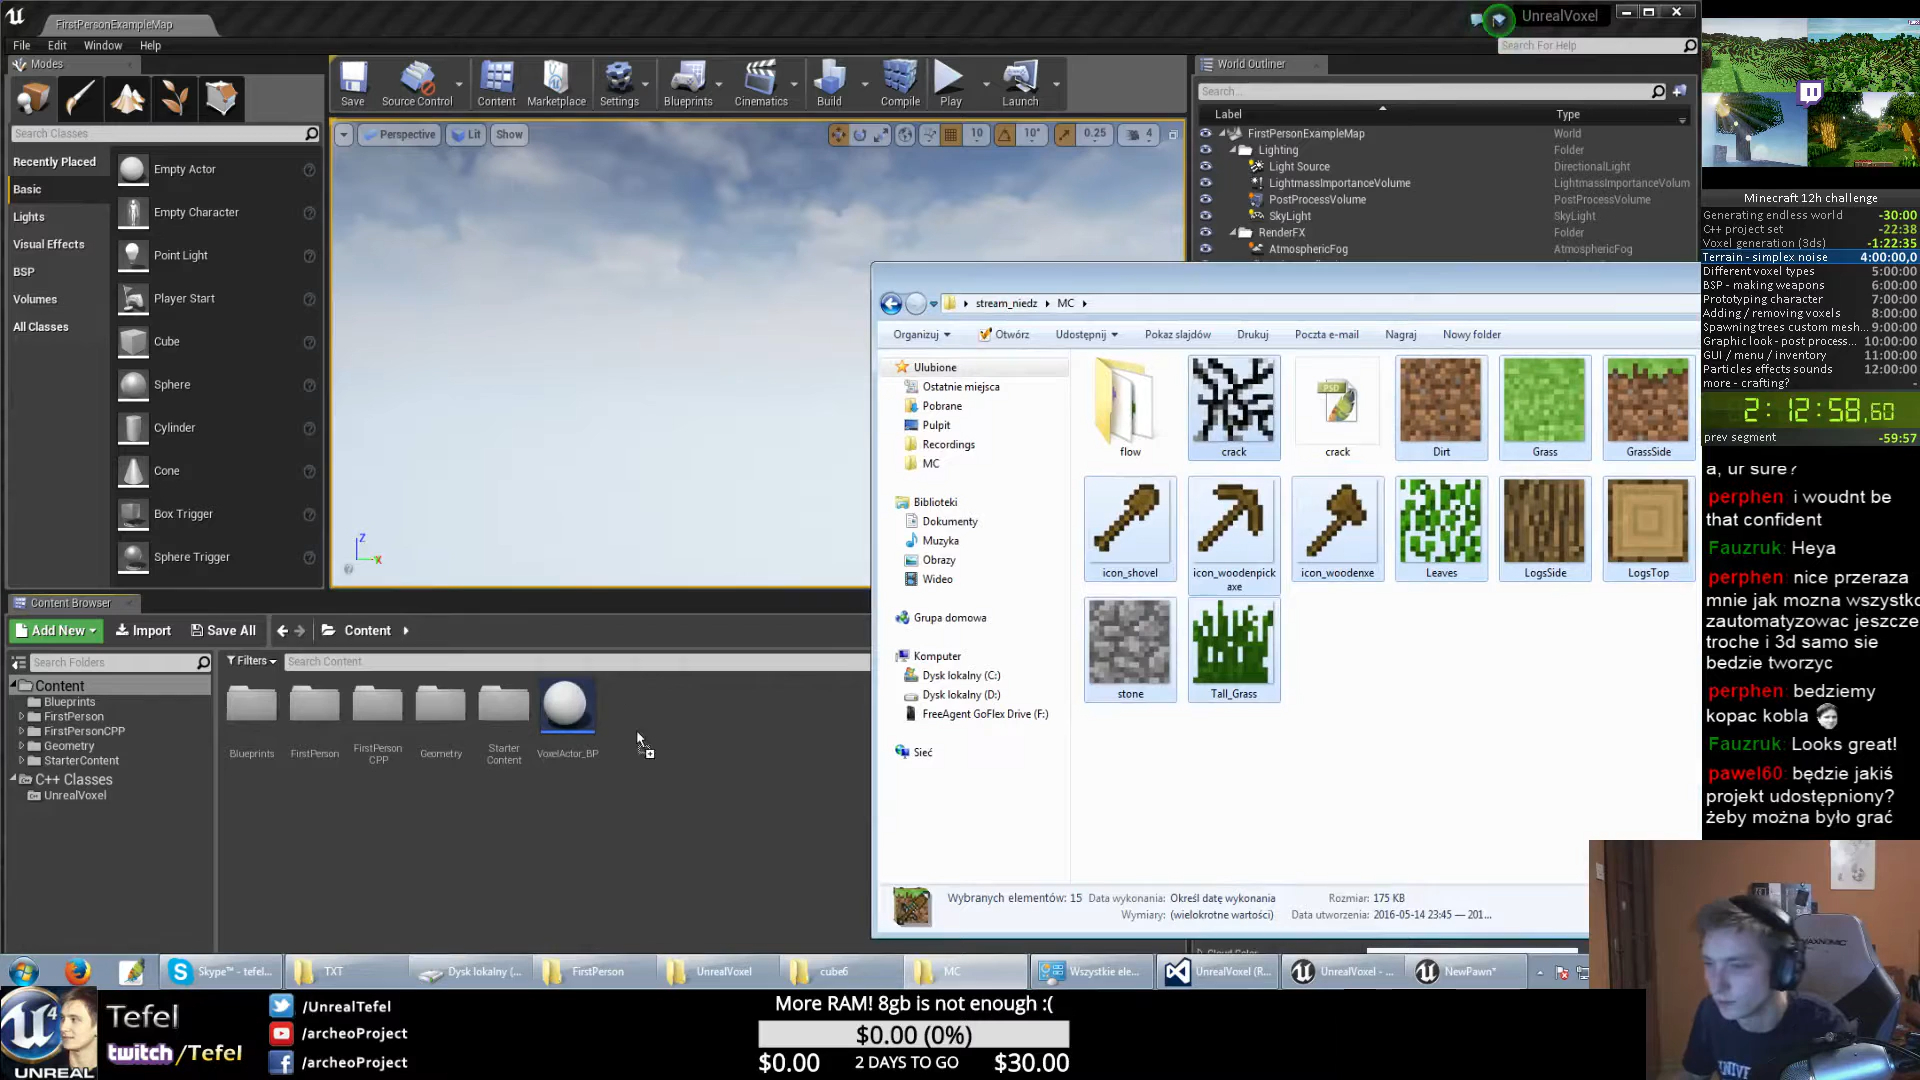 FirstPersonExampleMap
UnrealVoxel
File Edit Window Help
Search For Help
Modes
Search Classes
Recently Placed
Basic
Lights
Visual Effects
BSP
Volumes
All Classes
Empty Actor
Empty Character
Point Light
Player Start
Cube
Sphere
Cylinder
Cone
Box Trigger
Sphere Trigger
Save
Source Control
Content
Marketplace
Settings
Blueprints
Cinematics
Build
Compile
Play
Launch
Perspective
Lit
Show
10
10°
0.25
4
Z
X
World Outliner
Search...
Label
Type
FirstPersonExampleMap World
Lighting Folder
Light Source DirectionalLight
LightmassImportanceVolume LightmassImportanceVolum
PostProcessVolume PostProcessVolume
SkyLight SkyLight
RenderFX Folder
AtmosphericFog AtmosphericFog
stream_niedz MC
Organizuj
Otwórz
Udostępnij
Pokaz slajdów
Drukuj
Poczta e-mail
Nagraj
Nowy folder
Ulubione
Ostatnie miejsca
Pobrane
Pulpit
Recordings
MC
Biblioteki
Dokumenty
Muzyka
Obrazy
Wideo
Grupa domowa
Komputer
Dysk lokalny (C:)
Dysk lokalny (D:)
FreeAgent GoFlex Drive (F:)
Sieć
flow
crack
PSD
crack
Dirt
Grass
GrassSide
icon_shovel
icon_woodenpick
axe
icon_woodenxe
Leaves
LogsSide
LogsTop
stone
Tall_Grass
Wybranych elementów: 15
Data wykonania: Określ datę wykonania
Rozmiar: 175 KB
Wymiary: (wielokrotne wartości)
Data utworzenia: 2016-05-14 23:45 — 201...
Content Browser
Add New
Import
Save All
Content
Search Folders
Filters
Search Content
Content
Blueprints
FirstPerson
FirstPersonCPP
Geometry
StarterContent
C++ Classes
UnrealVoxel
Blueprints
FirstPerson
FirstPerson
CPP
Geometry
Starter
Content
VoxelActor_BP
Skype™ - tefel...
TXT
Dysk lokalny (...
FirstPerson
UnrealVoxel
cube6
MC
Wszystkie ele...
UnrealVoxel (R...
UnrealVoxel - ...
NewPawn*
Minecraft 12h challenge
Generating endless world -30:00
C++ project set -22:38
Voxel generation (3ds) -1:22:35
Terrain - simplex noise 4:00:00,0
Different voxel types 5:00:00
BSP - making weapons 6:00:00
Prototyping character 7:00:00
Adding / removing voxels 8:00:00
Spawning trees custom mesh... 9:00:00
Graphic look - post process... 10:00:00
GUI / menu / inventory 11:00:00
Particles effects sounds 12:00:00
more - crafting? -
2:12:58,60
prev segment -59:57
a, ur sure?
perphen: i woudnt be
that confident
Fauzruk: Heya
perphen: nice przeraza
mnie jak mozna wszystko
zautomatyzowac jeszcze
troche i 3d samo sie
bedzie tworzyc
perphen: bedziemy
kopac kobla
Fauzruk: Looks great!
pawel60: będzie jakiś
projekt udostępniony?
żeby można było grać
Tefel
twitch/Tefel
UNREAL
/UnrealTefel
/archeoProject
/archeoProject
More RAM! 8gb is not enough :(
$0.00 (0%)
$0.00
2 DAYS TO GO
$30.00